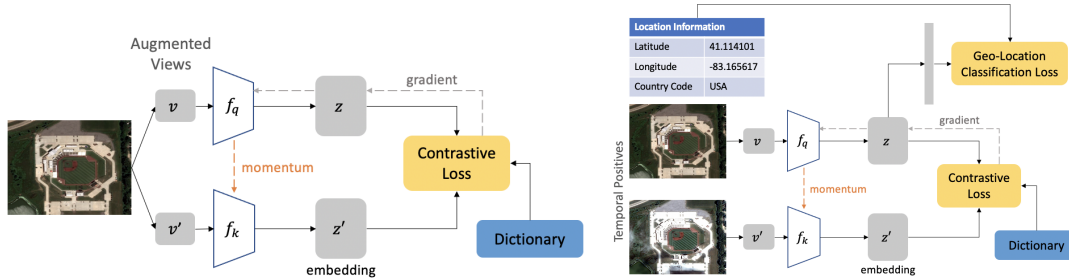 Augmented
Views
v
f_q
z
gradient
momentum
Contrastive
Loss
v'
f_k
z'
embedding
Dictionary
Location Information
Latitude 41.114101
Longitude -83.165617
Country Code USA
Geo-Location
Classification Loss
Temporal Positives
v
f_q
z
gradient
momentum
Contrastive
Loss
v'
f_k
z'
embedding
Dictionary